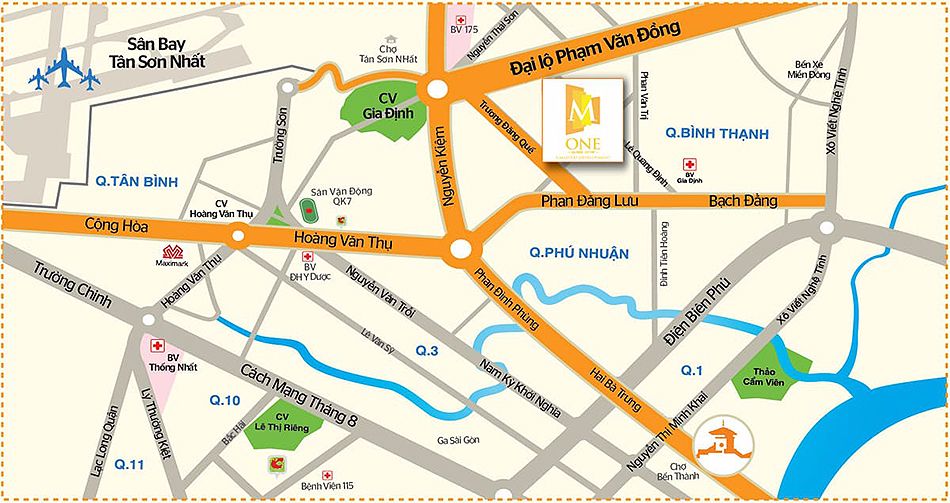 Sân Bay
Tân Sơn Nhất
BV 175
Nguyễn Thái Sơn
Chợ
Tân Sơn NHất
Đại lộ Phạm Văn Đồng
Bến Xe
Miền Đông
CV
Gia Định
Phan Văn Trị
Xô Viết Nghệ Tĩnh
Trường Sơn
Trương Đăng Quế
M
ONE
Nguyễn Kiệm
Lê Quang Định
Q.BÌNH THẠNH
BV
Gia Định
Q.TÂN BÌNH
Sân Vận Động
QK7
CV
Hoàng Văn Thụ
Phan Đăng Lưu
Bạch Đằng
Cộng Hòa
Hoàng Văn Thụ
Maximark
Hoàng Văn Thụ
BV
ĐH Y Dược
Q.PHÚ NHUẬN
Đinh Tiên Hoàng
Trường Chinh
Nguyễn Văn Trỗi
Phan Đình Phùng
Điện Biên Phủ
Xô Viết Nghệ Tĩnh
Lê Văn Sỹ
Q.3
BV
Thống Nhất
Cách Mạng Tháng 8
Nam Kỳ Khởi Nghĩa
Hai Bà Trưng
Q.1
Thảo
Cầm Viên
Lý Thường Kiệt
Q.10
CV
Lê Thị Riêng
Lạc Long Quân
Bắc Hải
Ga Sài Gòn
Nguyễn Thị Minh Khai
Q.11
Bệnh Viện 115
Chợ
Bến Thành